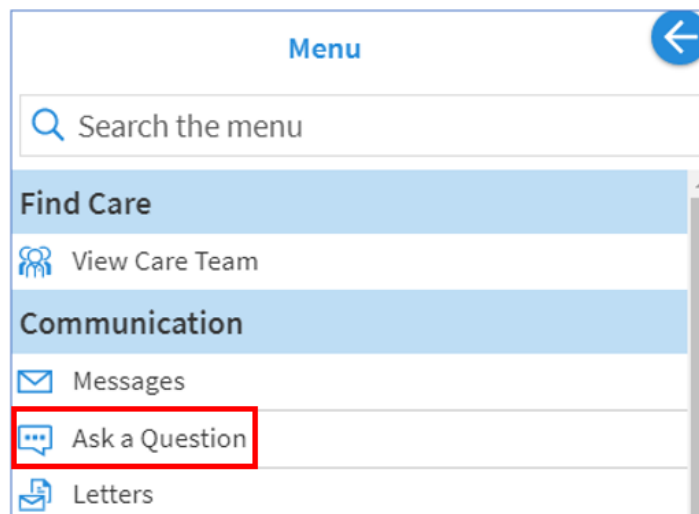 Menu
Search the menu
Find Care
View Care Team
Communication
Messages
Ask a Question
Letters